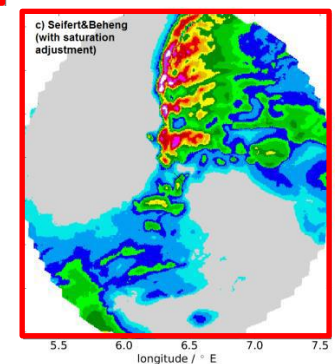 c) Seifert&Beheng
(with saturation
adjustment)
5.5 6.0 6.5 7.0 7.5
longitude / ° E